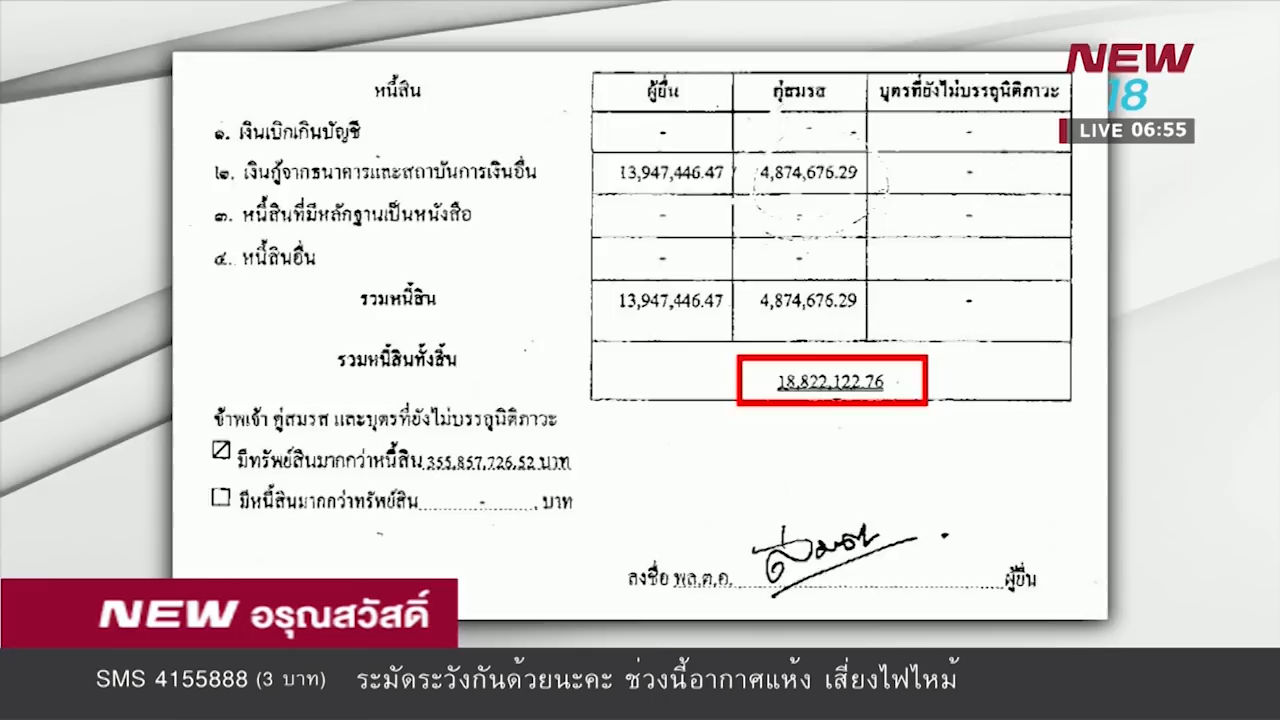 NEW
18
LIVE 06:55
หนี้สิน ผู้ยื่น คู่สมรส บุตรที่ยังไม่บรรลุนิติภาวะ
๑. เงินเบิกเกินบัญชี - - -
๒. เงินกู้จากธนาคารและสถาบันการเงินอื่น 13,947,446.47 4,874,676.29 -
๓. หนี้สินที่มีหลักฐานเป็นหนังสือ - - -
๔. หนี้สินอื่น - - -
รวมหนี้สิน 13,947,446.47 4,874,676.29 -
รวมหนี้สินทั้งสิ้น 18,822,122.76
ข้าพเจ้า คู่สมรส และบุตรที่ยังไม่บรรลุนิติภาวะ
มีทรัพย์สินมากกว่าหนี้สิน 355,857,726.52 บาท
มีหนี้สินมากกว่าทรัพย์สิน........-........บาท
ลงชื่อ พล.ต.ต. ........ผู้ยื่น
NEW อรุณสวัสดิ์
SMS 4155888 (3 บาท) ระมัดระวังกันด้วยนะคะ ช่วงนี้อากาศแห้ง เสี่ยงไฟไหม้